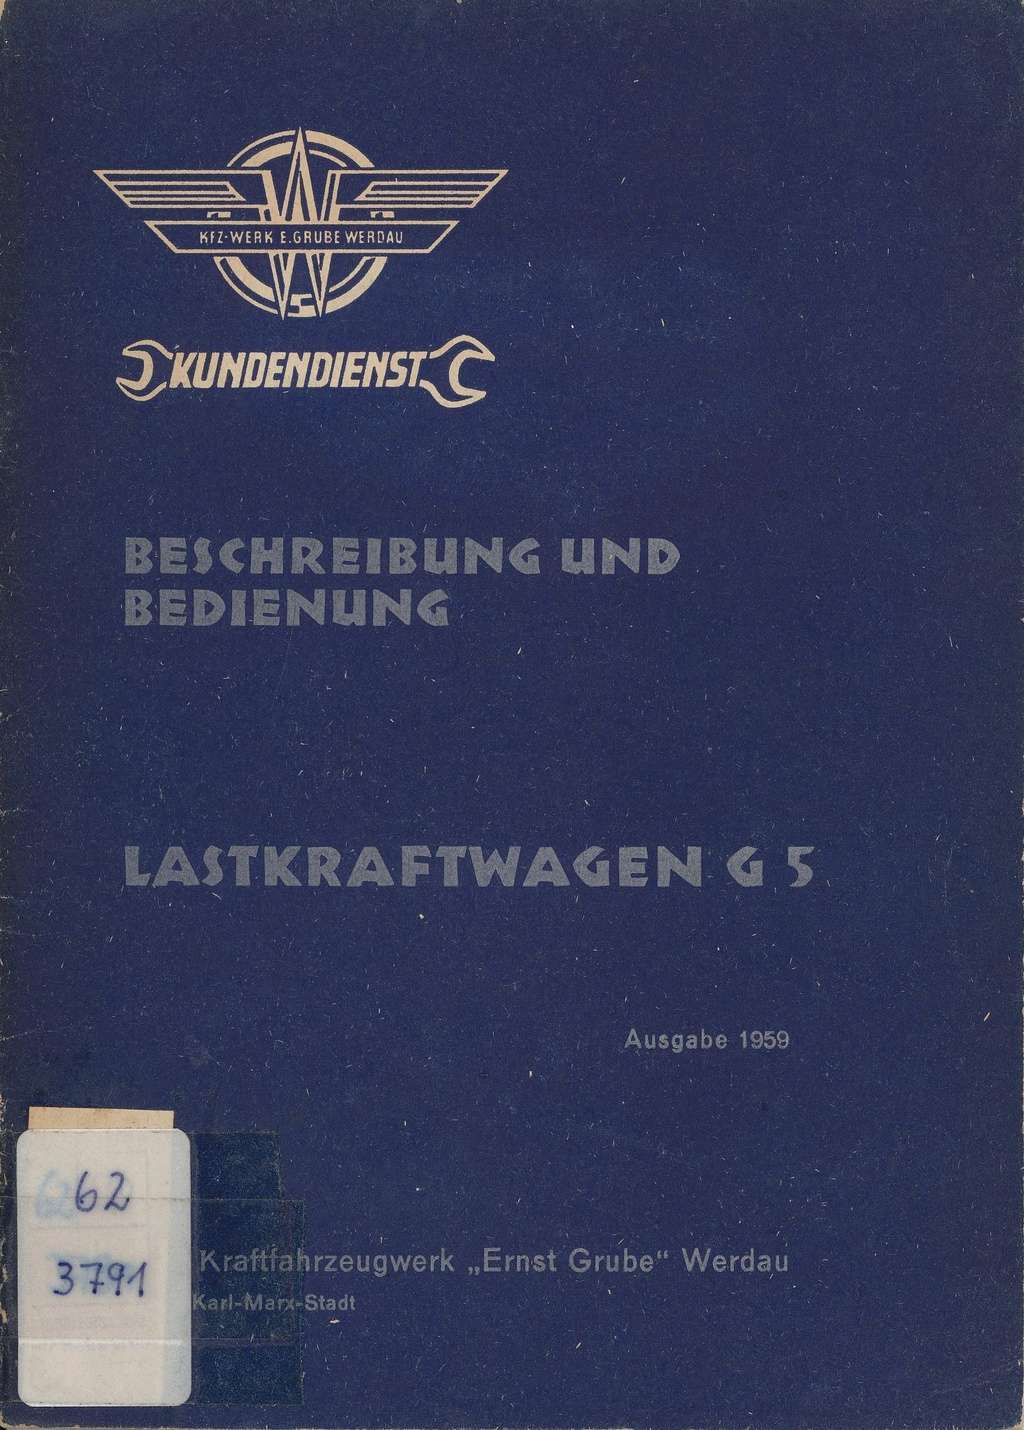 KFZ-WERK E.GRUBE WERDAU
KUNDENDIENST
BESCHREIBUNG UND
BEDIENUNG
LASTKRAFTWAGEN G 5
Ausgabe 1959
62
3791
Kraftfahrzeugwerk „Ernst Grube“ Werdau
Karl-Marx-Stadt